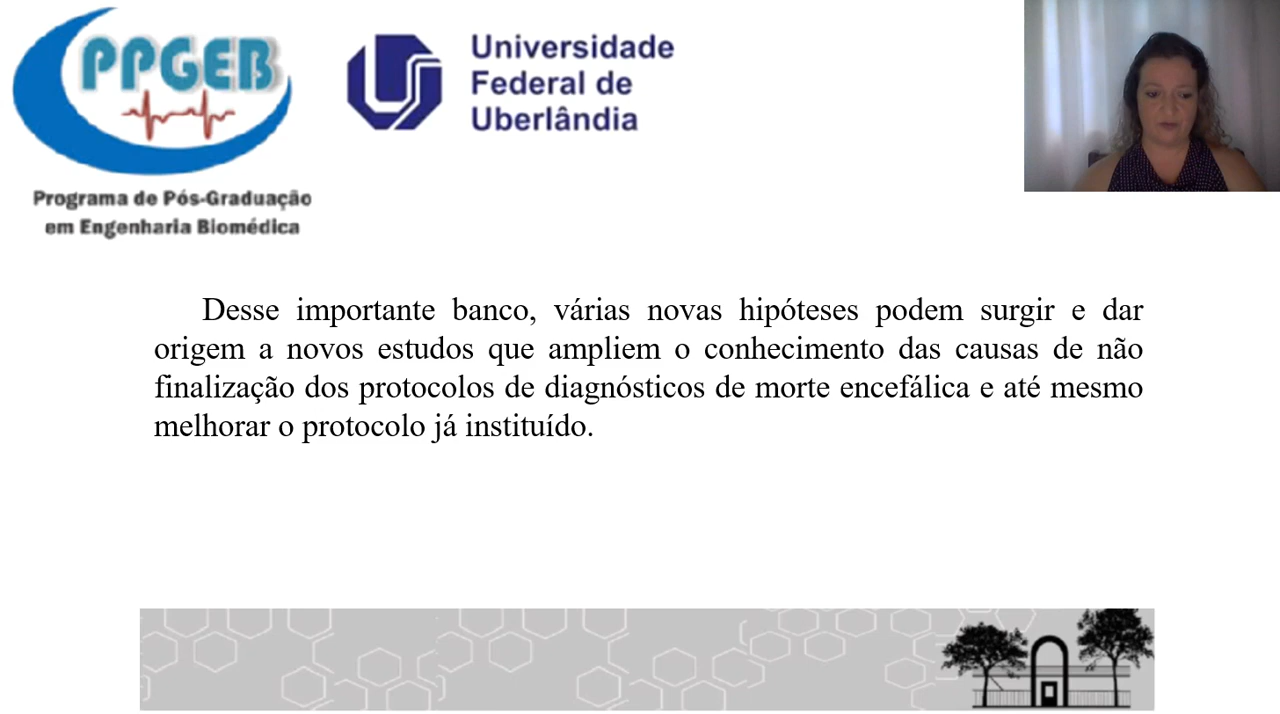 PPGEB
Programa de Pós-Graduação
em Engenharia Biomédica
Universidade
Federal de
Uberlândia
Desse importante banco, várias novas hipóteses podem surgir e dar
origem a novos estudos que ampliem o conhecimento das causas de não
finalização dos protocolos de diagnósticos de morte encefálica e até mesmo
melhorar o protocolo já instituído.